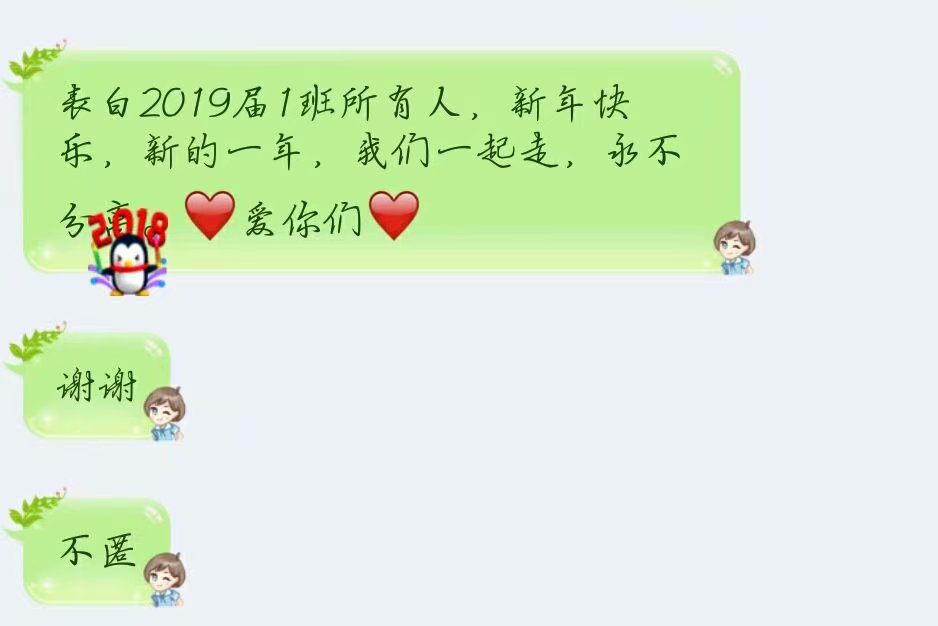 表白2019届1班所有人，新年快
乐，新的一年，我们一起走，永不
分离。❤️爱你们❤️
2018
谢谢
不匿